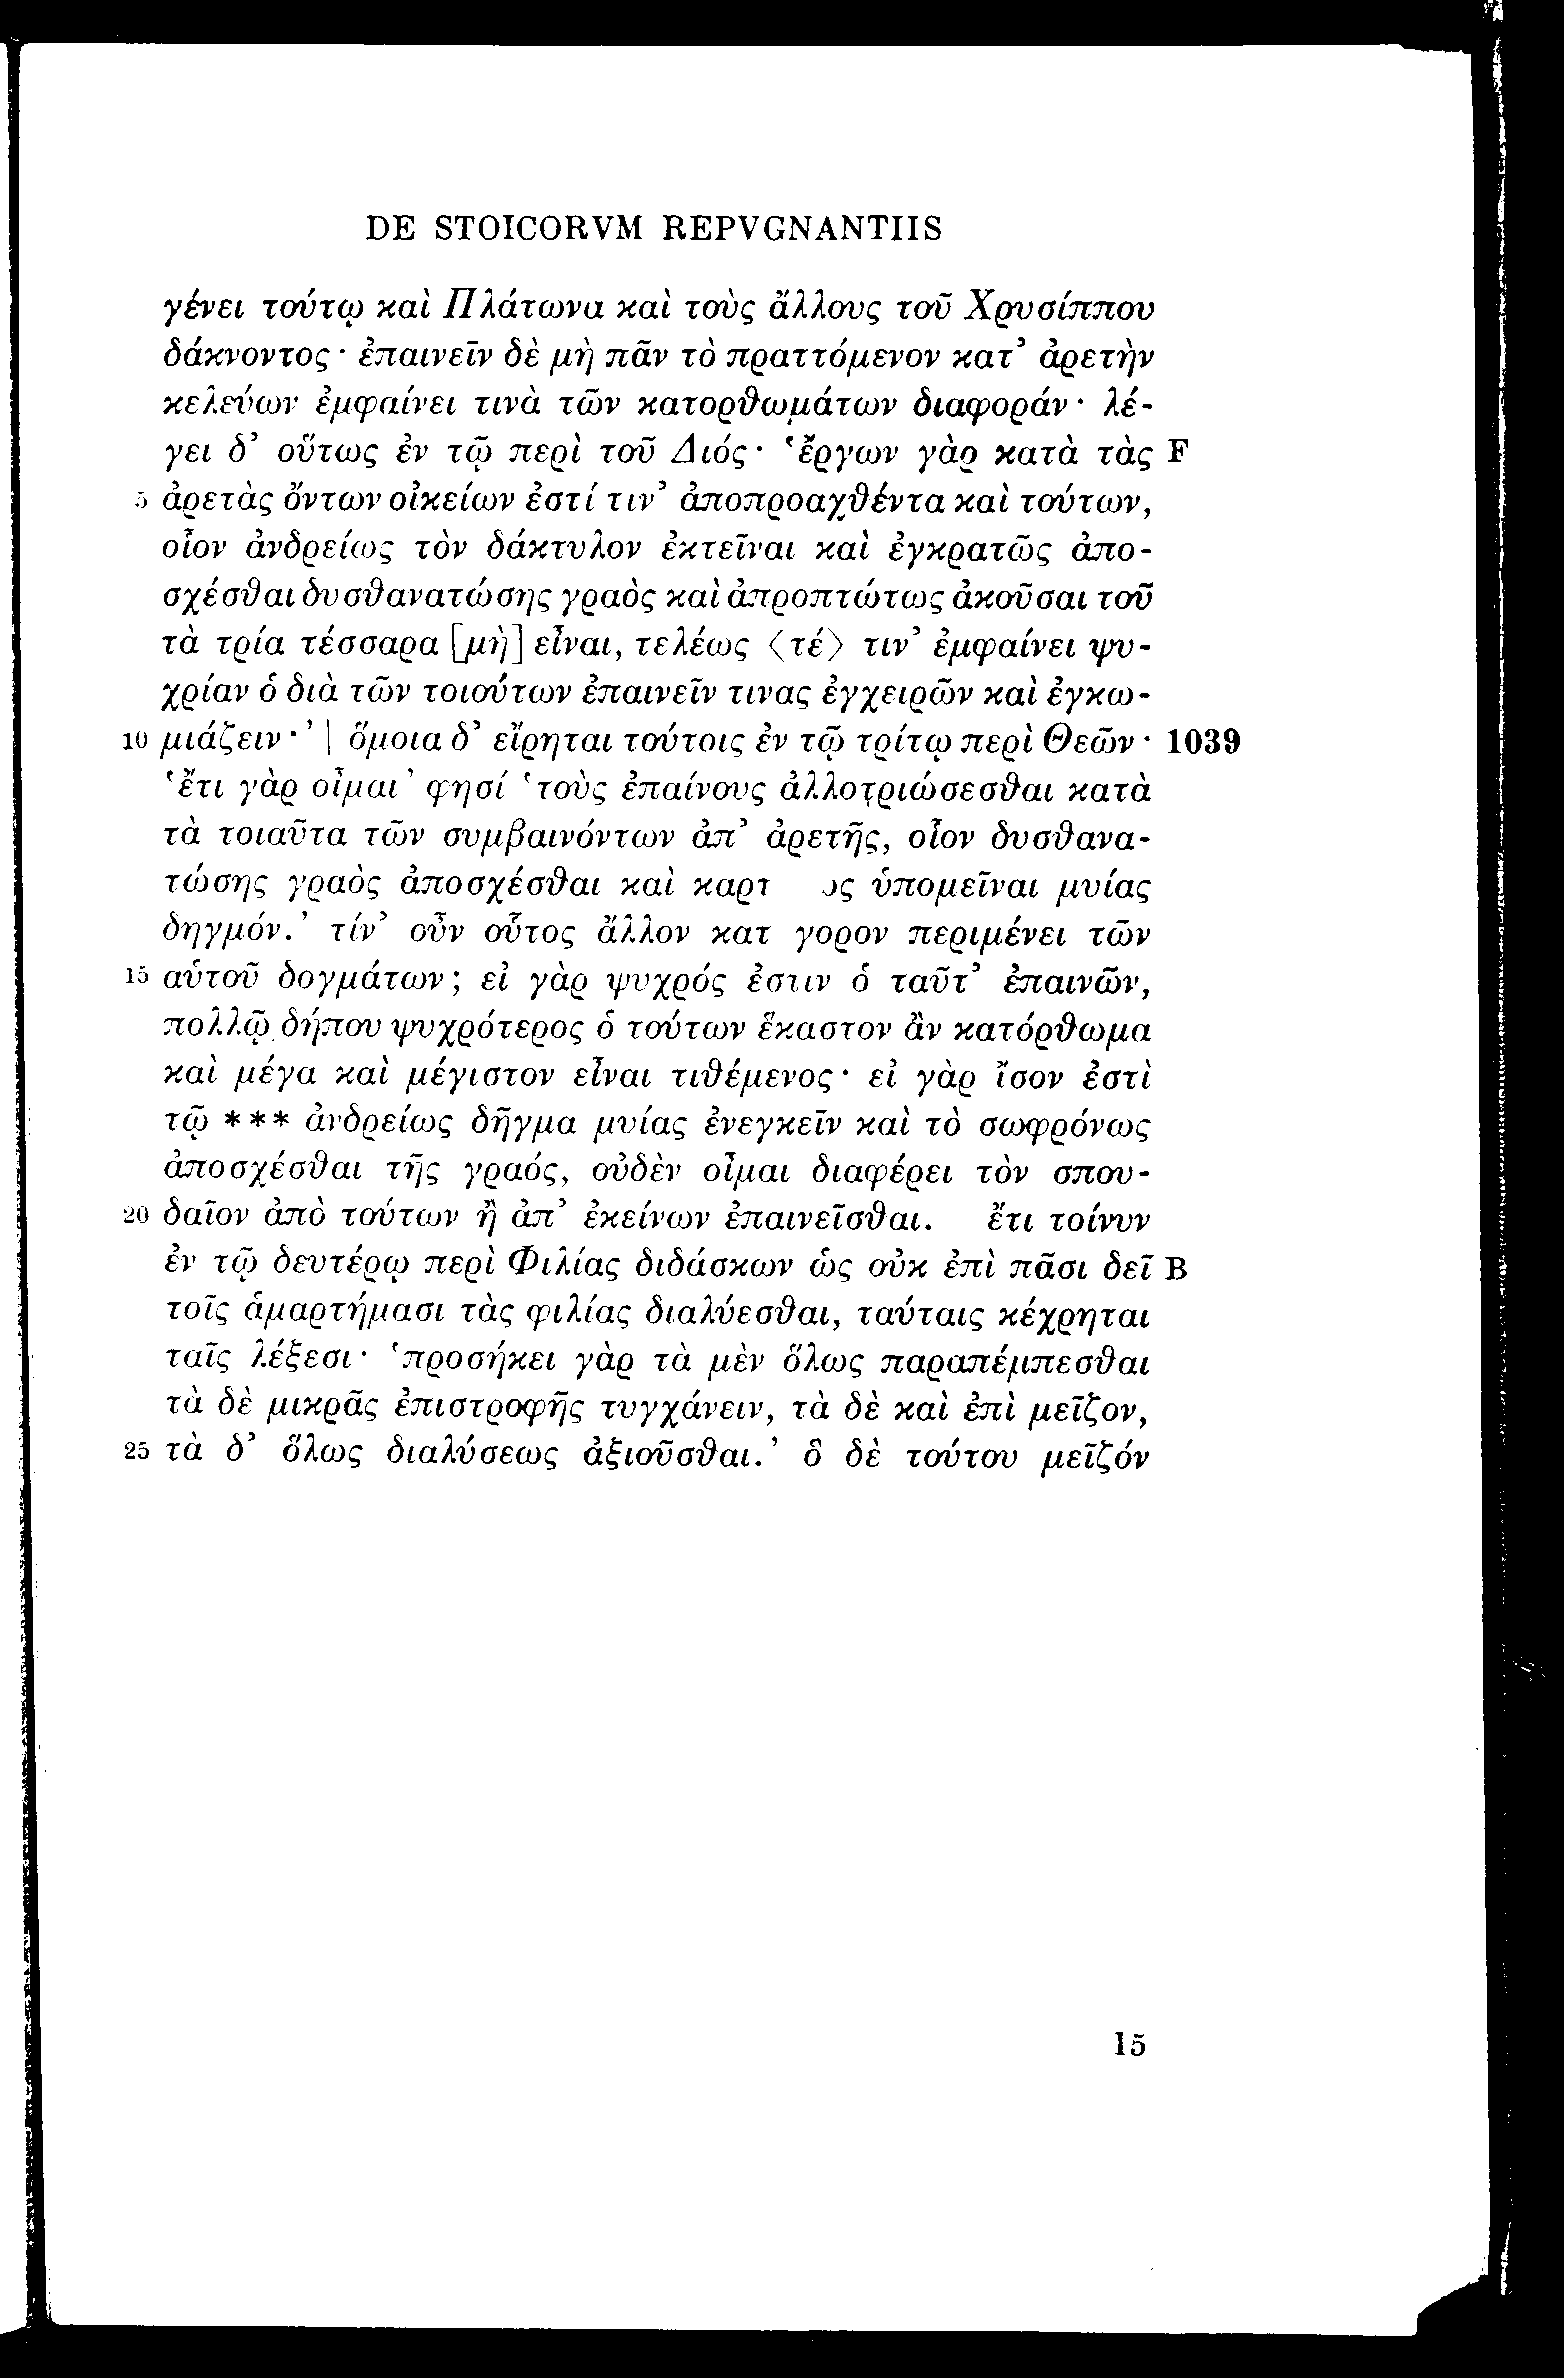 DE STOICORVM REPVGNANTIIS
γένει τούτῳ καὶ Πλάτωνα καὶ τοὺς ἄλλους τοῦ Χρυσίππου
δάκνοντος· ἐπαινεῖν δὲ μὴ πᾶν τὸ πραττόμενον κατ’ ἀρετὴν
κελεύων ἐμφαίνει τινὰ τῶν κατορθωμάτων διαφοράν· λέ-
γει δ’ οὕτως ἐν τῷ περὶ τοῦ Διός· ‘ἔργων γὰρ κατὰ τὰς F
5 ἀρετὰς ὄντων οἰκείων ἐστί τιν’ ἀποπροαχθέντα καὶ τούτων,
οἷον ἀνδρείως τὸν δάκτυλον ἐκτεῖναι καὶ ἐγκρατῶς ἀπο-
σχέσθαι δυσθανατώσης γραὸς καὶ ἀπροπτώτως ἀκοῦσαι τοῦ
τὰ τρία τέσσαρα [μὴ] εἶναι, τελέως ⟨τέ⟩ τιν’ ἐμφαίνει ψυ-
χρίαν ὁ διὰ τῶν τοιούτων ἐπαινεῖν τινας ἐγχειρῶν καὶ ἐγκω-
10 μιάζειν·’ | ὅμοια δ’ εἴρηται τούτοις ἐν τῷ τρίτῳ περὶ Θεῶν· 1039
‘ἔτι γὰρ οἶμαι’ φησί ‘τοὺς ἐπαίνους ἀλλοτριώσεσθαι κατὰ
τὰ τοιαῦτα τῶν συμβαινόντων ἀπ’ ἀρετῆς, οἷον δυσθανα-
τώσης γραὸς ἀποσχέσθαι καὶ ὑπομεῖναι μυίας
δηγμόν.’ τίν’ οὖν οὗτος ἄλλον περιμένει τῶν
15 αὑτοῦ δογμάτων; εἰ γὰρ ψυχρός ἐστιν ὁ ταῦτ’ ἐπαινῶν,
πολλῷ δήπου ψυχρότερος ὁ τούτων ἕκαστον ἂν κατόρθωμα
καὶ μέγα καὶ μέγιστον εἶναι τιθέμενος· εἰ γὰρ ἴσον ἐστὶ
τῷ *** ἀνδρείως δῆγμα μυίας ἐνεγκεῖν καὶ τὸ σωφρόνως
ἀποσχέσθαι τῆς γραός, οὐδὲν οἶμαι διαφέρει τὸν σπου-
20 δαῖον ἀπὸ τούτων ἢ ἀπ’ ἐκείνων ἐπαινεῖσθαι. ἔτι τοίνυν
ἐν τῷ δευτέρῳ περὶ Φιλίας διδάσκων ὡς οὐκ ἐπὶ πᾶσι δεῖ B
τοῖς ἁμαρτήμασι τὰς φιλίας διαλύεσθαι, ταύταις κέχρηται
ταῖς λέξεσι· ‘προσήκει γὰρ τὰ μὲν ὅλως παραπέμπεσθαι
τὰ δὲ μικρᾶς ἐπιστροφῆς τυγχάνειν, τὰ δὲ καὶ ἐπὶ μεῖζον,
25 τὰ δ’ ὅλως διαλύσεως ἀξιοῦσθαι.’ ὃ δὲ τούτου μεῖζόν
15